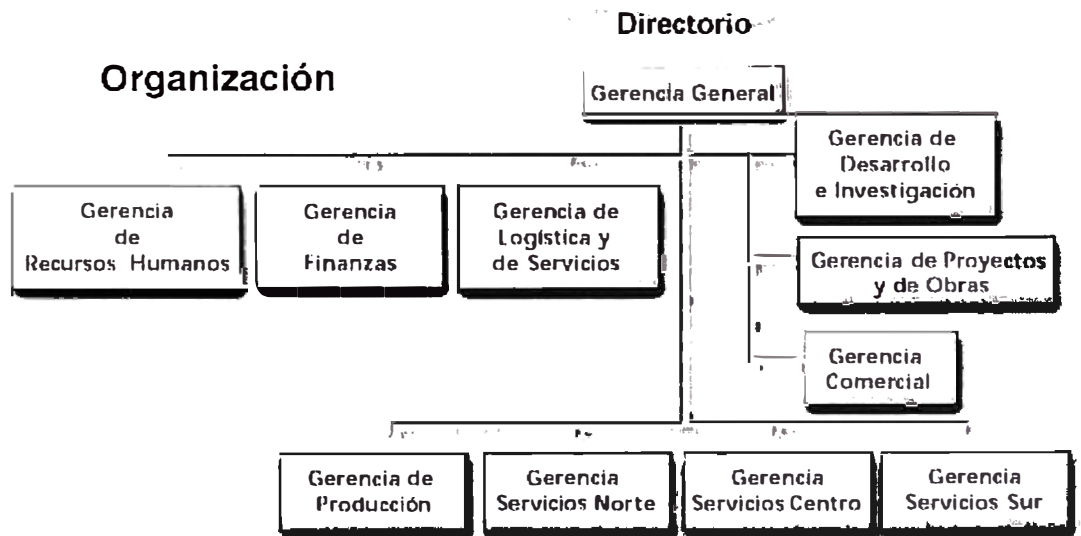 Directorio
Organización
Gerencia General
Gerencia de
Desarrollo
e Investigación
Gerencia
de
Recursos Humanos
Gerencia
de
Finanzas
Gerencia de
Logística y
de Servicios
Gerencia de Proyectos
y de Obras
Gerencia
Comercial
Gerencia de
Producción
Gerencia
Servicios Norte
Gerencia
Servicios Centro
Gerencia
Servicios Sur